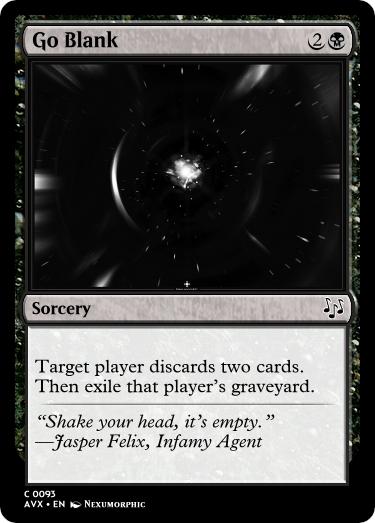 Go Blank 2
Sorcery
Target player discards two cards.
Then exile that player's graveyard.
“Shake your head, it's empty.”
—Jasper Felix, Infamy Agent
C 0093
AVX • EN Nexumorphic